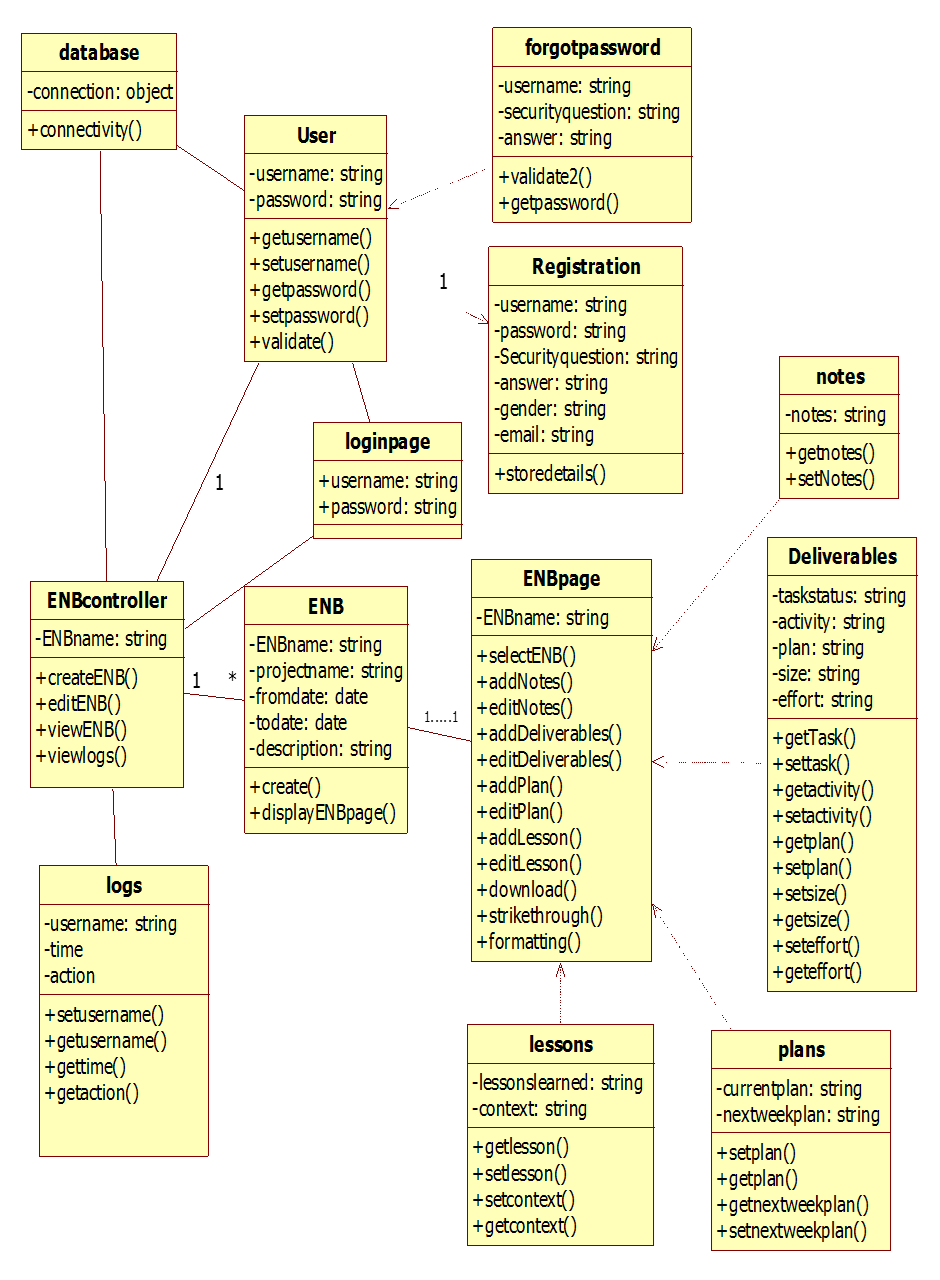 database
-connection: object
+connectivity()
forgotpassword
-username: string
-securityquestion: string
-answer: string
+validate2()
+getpassword()
User
-username: string
-password: string
+getusername()
+setusername()
+getpassword()
+setpassword()
+validate()
1
Registration
-username: string
-password: string
-Securityquestion: string
-answer: string
-gender: string
-email: string
+storedetails()
notes
-notes: string
+getnotes()
+setNotes()
loginpage
+username: string
+password: string
1
ENBcontroller
-ENBname: string
+createENB()
+editENB()
+viewENB()
+viewlogs()
1
*
ENB
-ENBname: string
-projectname: string
-fromdate: date
-todate: date
-description: string
+create()
+displayENBpage()
1.....1
ENBpage
-ENBname: string
+selectENB()
+addNotes()
+editNotes()
+addDeliverables()
+editDeliverables()
+addPlan()
+editPlan()
+addLesson()
+editLesson()
+download()
+strikethrough()
+formatting()
Deliverables
-taskstatus: string
-activity: string
-plan: string
-size: string
-effort: string
+getTask()
+settask()
+getactivity()
+setactivity()
+getplan()
+setplan()
+setsize()
+getsize()
+seteffort()
+geteffort()
logs
-username: string
-time
-action
+setusername()
+getusername()
+gettime()
+getaction()
lessons
-lessonslearned: string
-context: string
+getlesson()
+setlesson()
+setcontext()
+getcontext()
plans
-currentplan: string
-nextweekplan: string
+setplan()
+getplan()
+getnextweekplan()
+setnextweekplan()